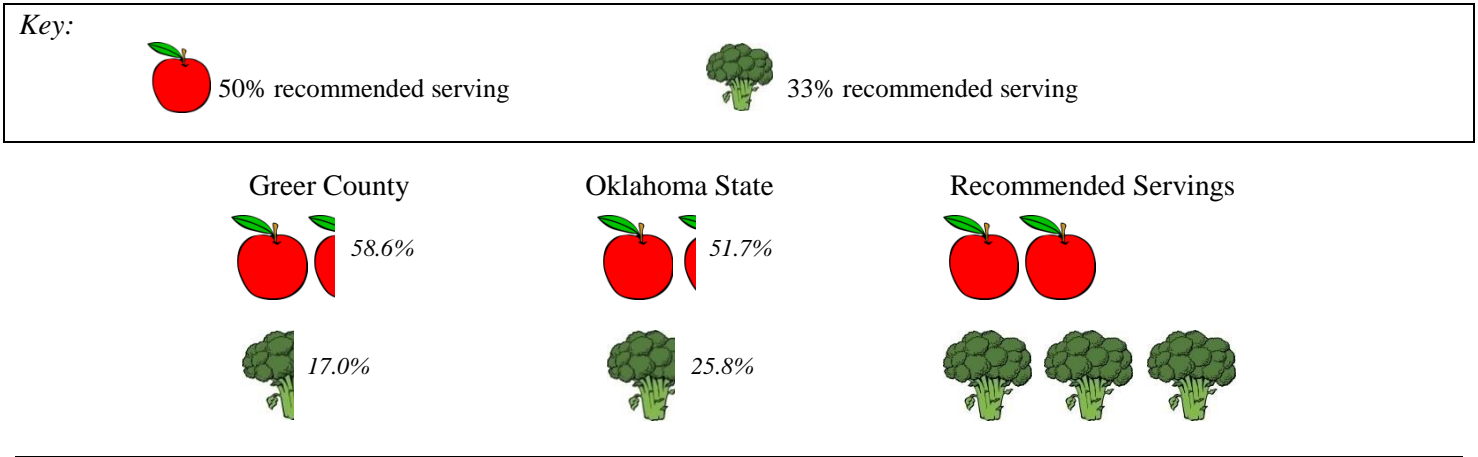 Key:
50% recommended serving
33% recommended serving
Greer County
Oklahoma State
Recommended Servings
58.6%
51.7%
17.0%
25.8%